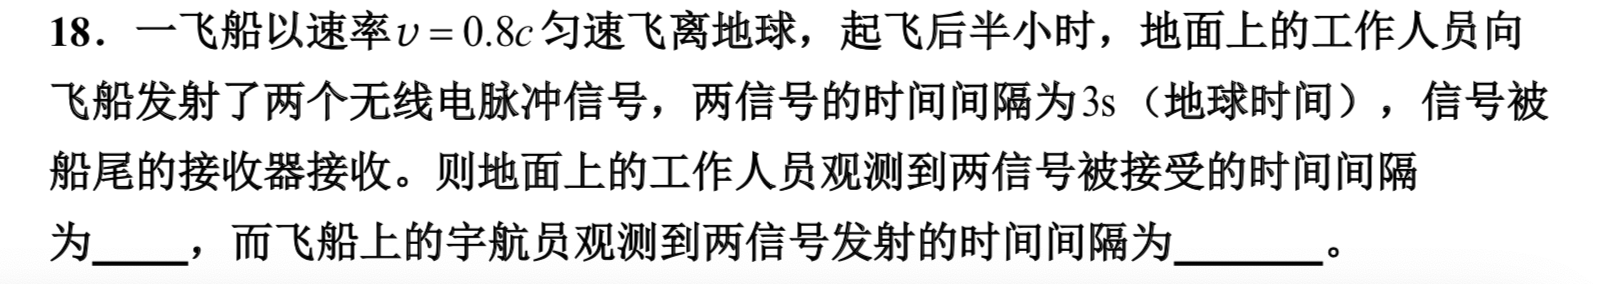 18．一飞船以速率υ = 0.8c匀速飞离地球，起飞后半小时，地面上的工作人员向
飞船发射了两个无线电脉冲信号，两信号的时间间隔为3s（地球时间），信号被
船尾的接收器接收。则地面上的工作人员观测到两信号被接受的时间间隔
为____，而飞船上的宇航员观测到两信号发射的时间间隔为______。